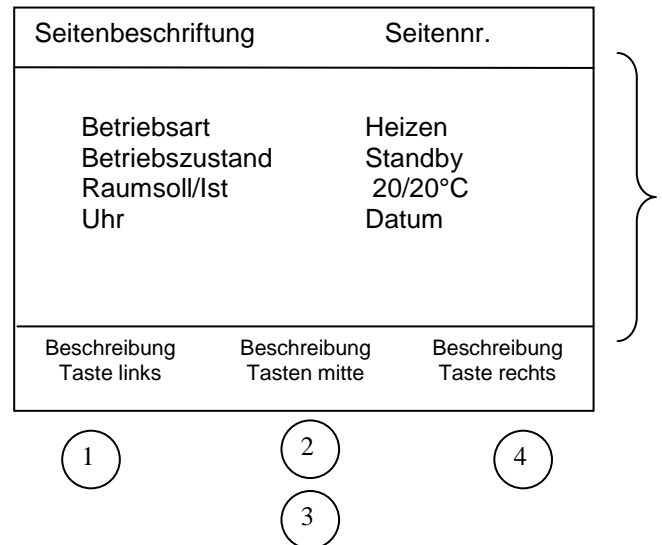 Seitenbeschriftung Seitennr.
Betriebsart Heizen
Betriebszustand Standby
Raumsoll/Ist 20/20°C
Uhr Datum
Beschreibung Beschreibung Beschreibung
Taste links Tasten mitte Taste rechts
1 2 4
3